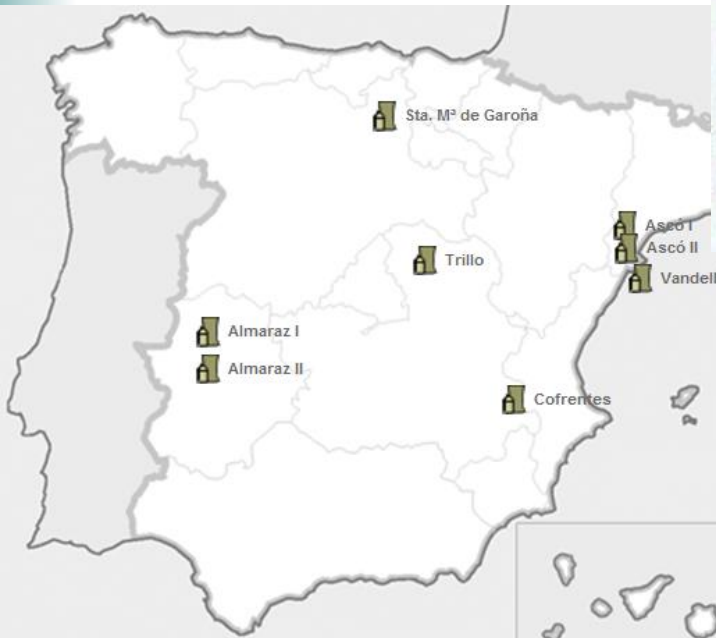 Sta. Mª de Garoña
Ascó I
Ascó II
Trillo
Vandell
Almaraz I
Almaraz II
Cofrentes